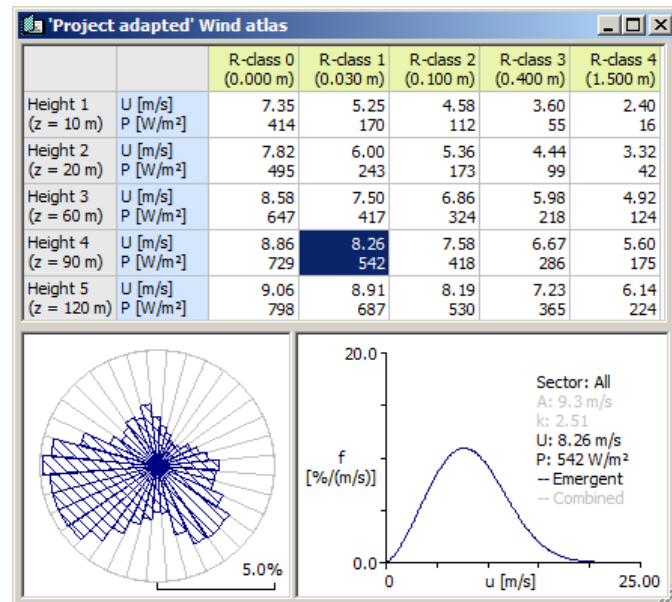 'Project adapted' Wind atlas
R-class 0 R-class 1 R-class 2 R-class 3 R-class 4
(0.000 m) (0.030 m) (0.100 m) (0.400 m) (1.500 m)
Height 1 U [m/s] 7.35 5.25 4.58 3.60 2.40
(z = 10 m) P [W/m²] 414 170 112 55 16
Height 2 U [m/s] 7.82 6.00 5.36 4.44 3.32
(z = 20 m) P [W/m²] 495 243 173 99 42
Height 3 U [m/s] 8.58 7.50 6.86 5.98 4.92
(z = 60 m) P [W/m²] 647 417 324 218 124
Height 4 U [m/s] 8.86 8.26 7.58 6.67 5.60
(z = 90 m) P [W/m²] 729 542 418 286 175
Height 5 U [m/s] 9.06 8.91 8.19 7.23 6.14
(z = 120 m) P [W/m²] 798 687 530 365 224
5.0%
20.0
Sector: All
A: 9.3 m/s
k: 2.51
U: 8.26 m/s
P: 542 W/m²
-- Emergent
-- Combined
f
[%/(m/s)]
0.0
0 u [m/s] 25.00